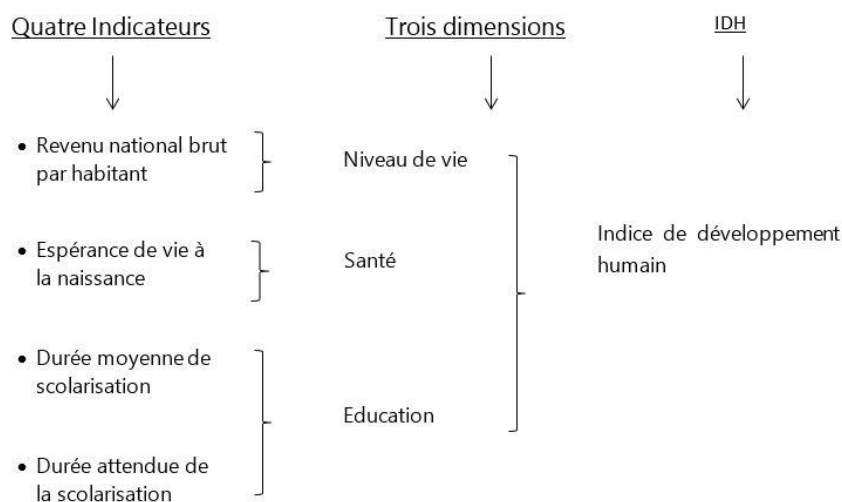 Quatre Indicateurs
Trois dimensions
IDH
• Revenu national brut
par habitant
Niveau de vie
• Espérance de vie à
la naissance
Santé
Indice de développement
humain
• Durée moyenne de
scolarisation
Education
• Durée attendue de
la scolarisation